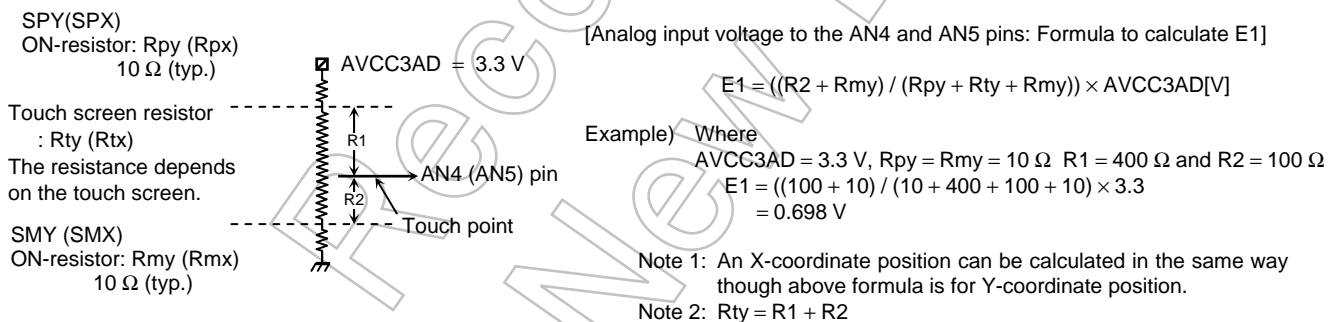 SPY(SPX)
ON-resistor: Rpy (Rpx)
10 Ω (typ.)
AVCC3AD = 3.3 V
Touch screen resistor
: Rty (Rtx)
The resistance depends
on the touch screen.
R1
AN4 (AN5) pin
R2
Touch point
SMY (SMX)
ON-resistor: Rmy (Rmx)
10 Ω (typ.)
[Analog input voltage to the AN4 and AN5 pins: Formula to calculate E1]
E1 = ((R2 + Rmy) / (Rpy + Rty + Rmy)) × AVCC3AD[V]
Example) Where
AVCC3AD = 3.3 V, Rpy = Rmy = 10 Ω R1 = 400 Ω and R2 = 100 Ω
E1 = ((100 + 10) / (10 + 400 + 100 + 10) × 3.3
= 0.698 V
Note 1: An X-coordinate position can be calculated in the same way
though above formula is for Y-coordinate position.
Note 2: Rty = R1 + R2